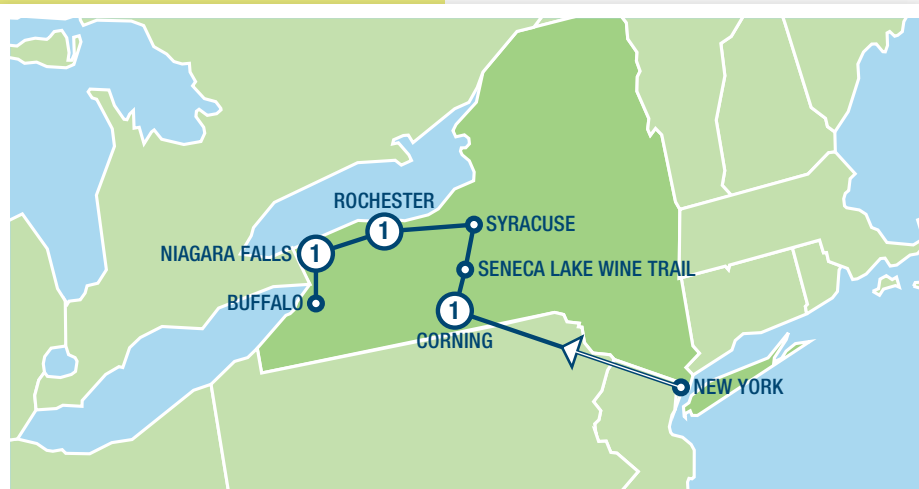 ROCHESTER
1
SYRACUSE
NIAGARA FALLS 1
SENECA LAKE WINE TRAIL
BUFFALO
1
CORNING
NEW YORK